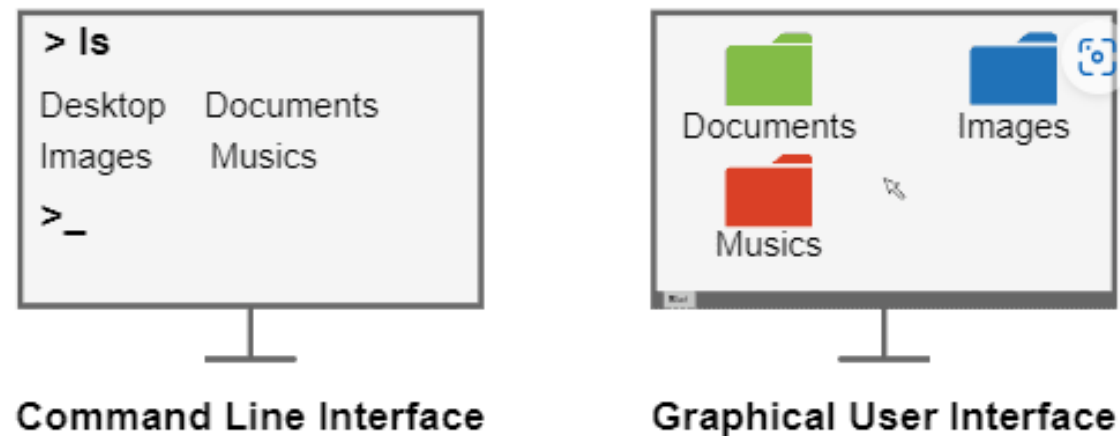 > ls
Desktop Documents
Images Musics
>_
Command Line Interface
Documents Images
Musics
Graphical User Interface